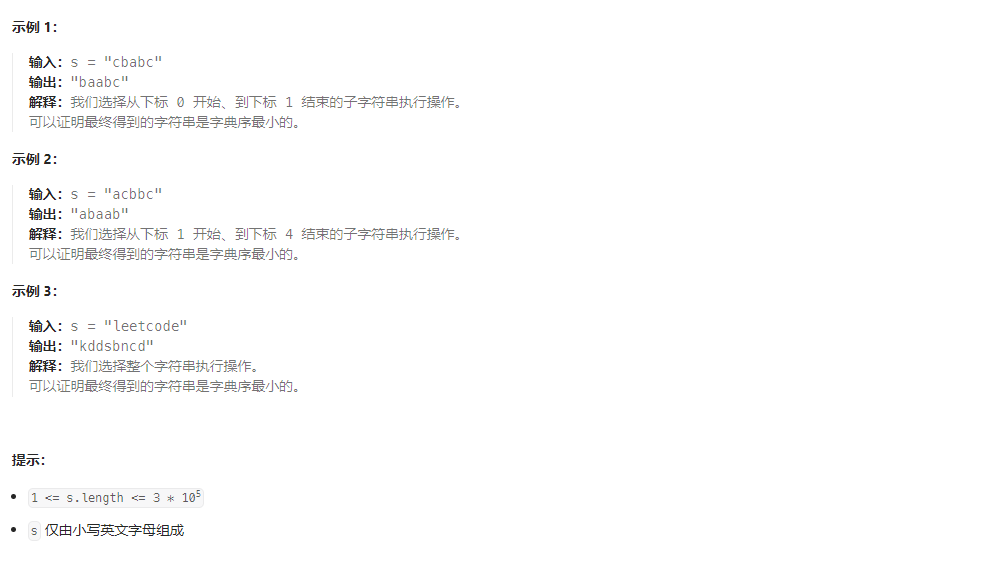 示例 1：
输入：s = "cbabc"
输出："baabc"
解释：我们选择从下标 0 开始、到下标 1 结束的子字符串执行操作。
可以证明最终得到的字符串是字典序最小的。
示例 2：
输入：s = "acbbc"
输出："abaab"
解释：我们选择从下标 1 开始、到下标 4 结束的子字符串执行操作。
可以证明最终得到的字符串是字典序最小的。
示例 3：
输入：s = "leetcode"
输出："kddsbncd"
解释：我们选择整个字符串执行操作。
可以证明最终得到的字符串是字典序最小的。
提示：
• 1 <= s.length <= 3 * 10⁵
• s 仅由小写英文字母组成